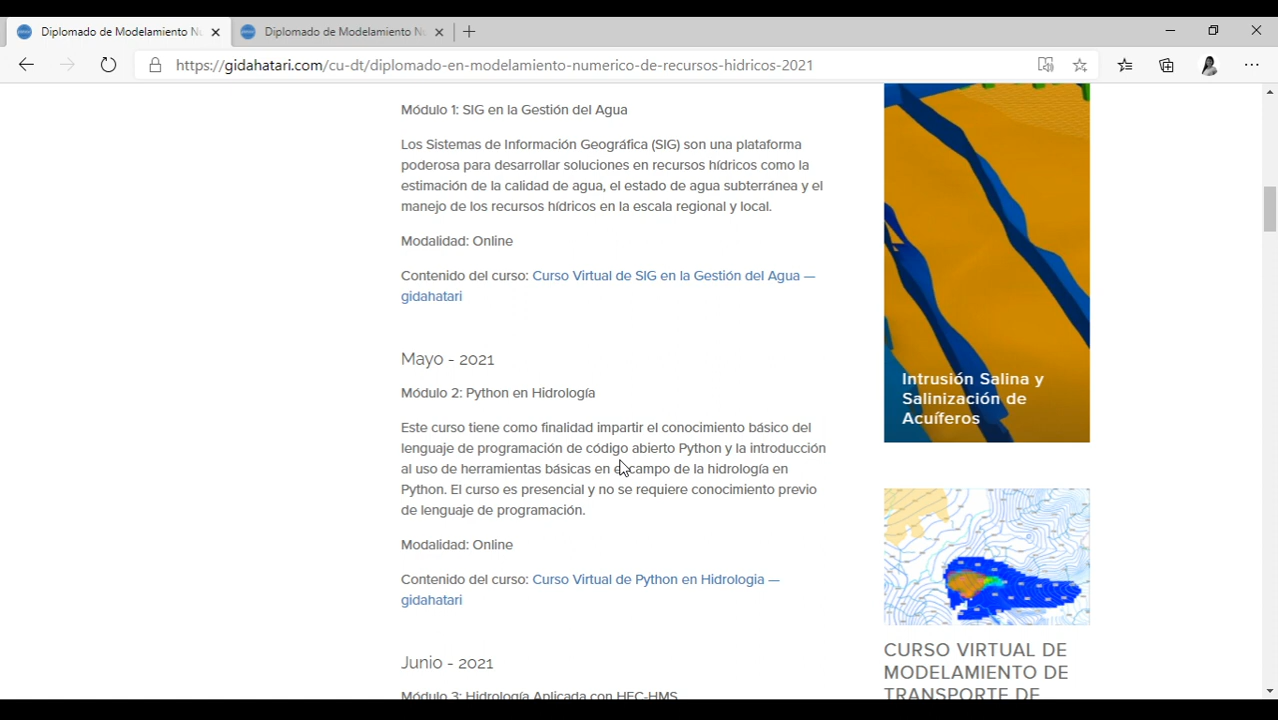 Diplomado de Modelamiento Nu
Diplomado de Modelamiento Nu
https://gidahatari.com/cu-dt/diplomado-en-modelamiento-numerico-de-recursos-hidricos-2021
Módulo 1: SIG en la Gestión del Agua
Los Sistemas de Información Geográfica (SIG) son una plataforma
poderosa para desarrollar soluciones en recursos hídricos como la
estimación de la calidad de agua, el estado de agua subterránea y el
manejo de los recursos hídricos en la escala regional y local.
Modalidad: Online
Contenido del curso: Curso Virtual de SIG en la Gestión del Agua —
gidahatari
Mayo - 2021
Módulo 2: Python en Hidrología
Este curso tiene como finalidad impartir el conocimiento básico del
lenguaje de programación de código abierto Python y la introducción
al uso de herramientas básicas en el campo de la hidrología en
Python. El curso es presencial y no se requiere conocimiento previo
de lenguaje de programación.
Modalidad: Online
Contenido del curso: Curso Virtual de Python en Hidrologia —
gidahatari
Junio - 2021
Módulo 3: Hidrología Aplicada con HEC-HMS
Intrusión Salina y
Salinización de
Acuíferos
CURSO VIRTUAL DE
MODELAMIENTO DE
TRANSPORTE DE